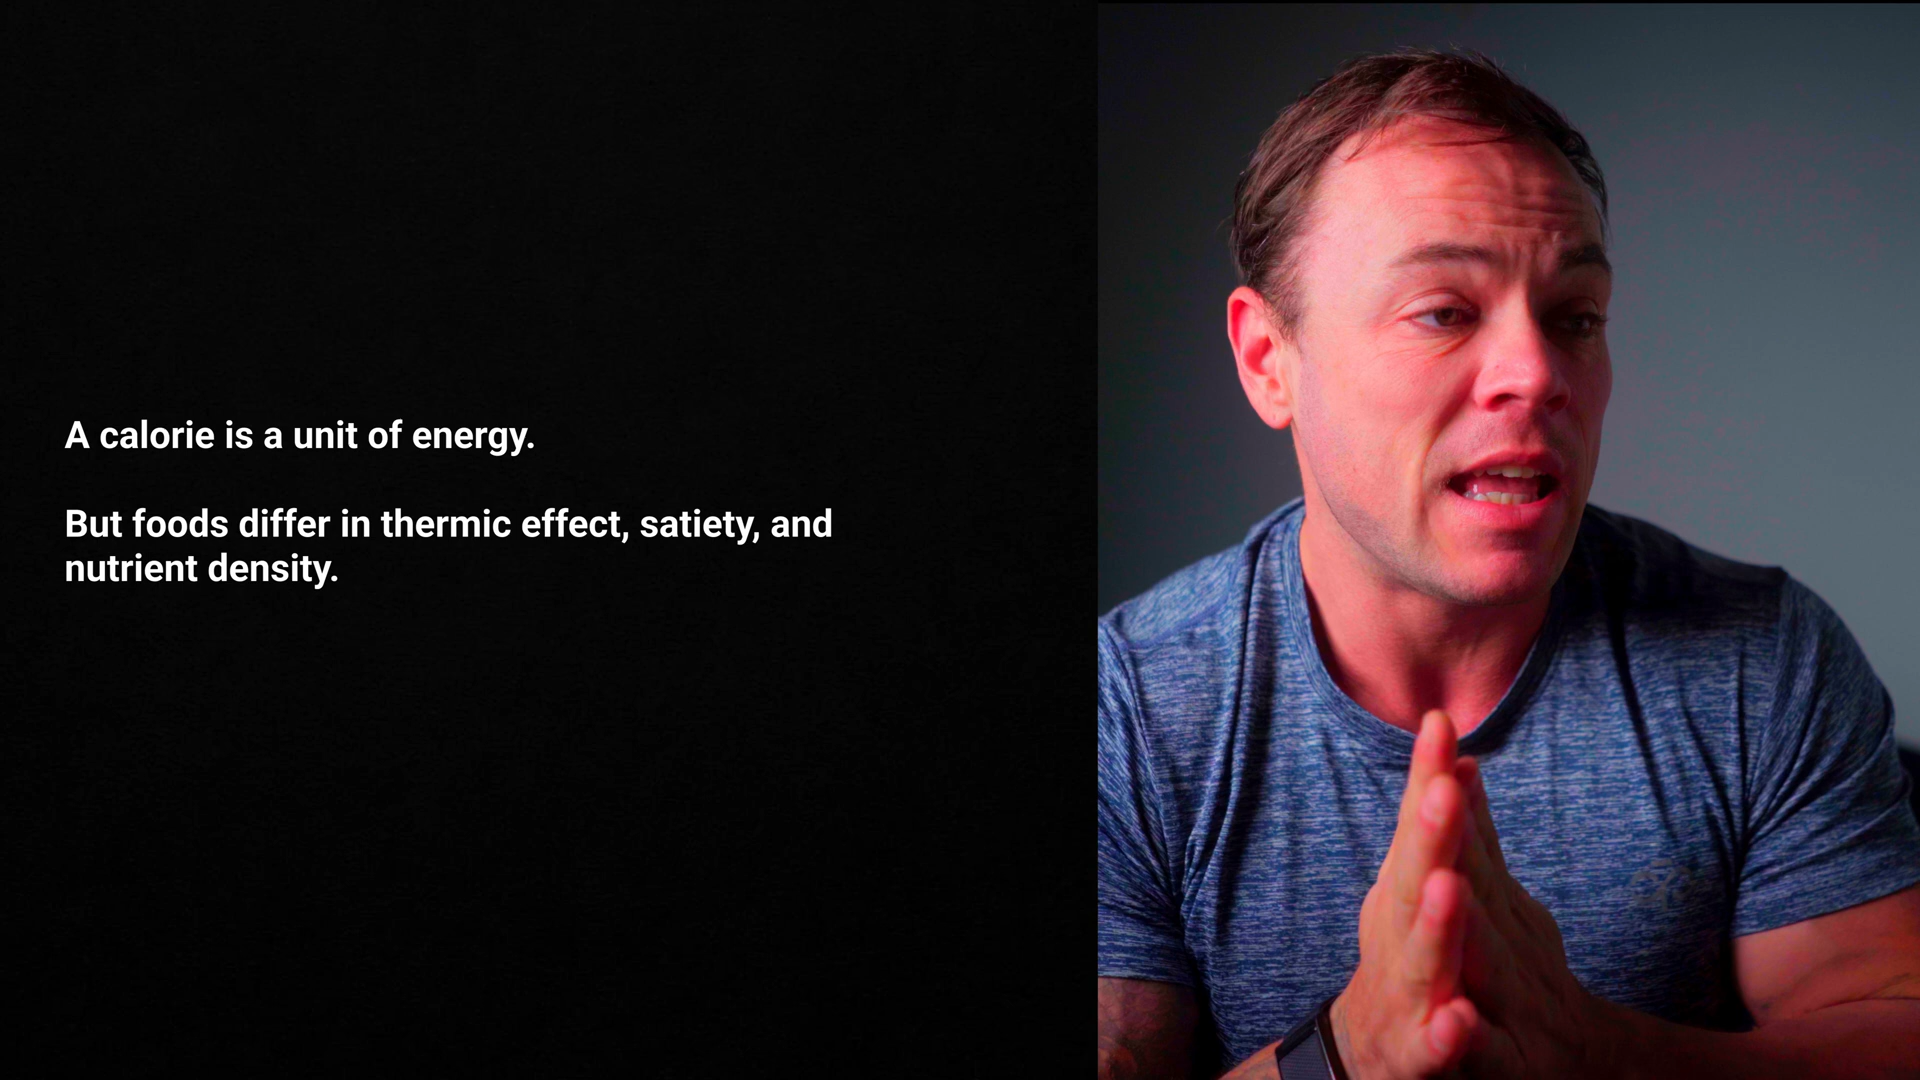 A calorie is a unit of energy.
But foods differ in thermic effect, satiety, and
nutrient density.